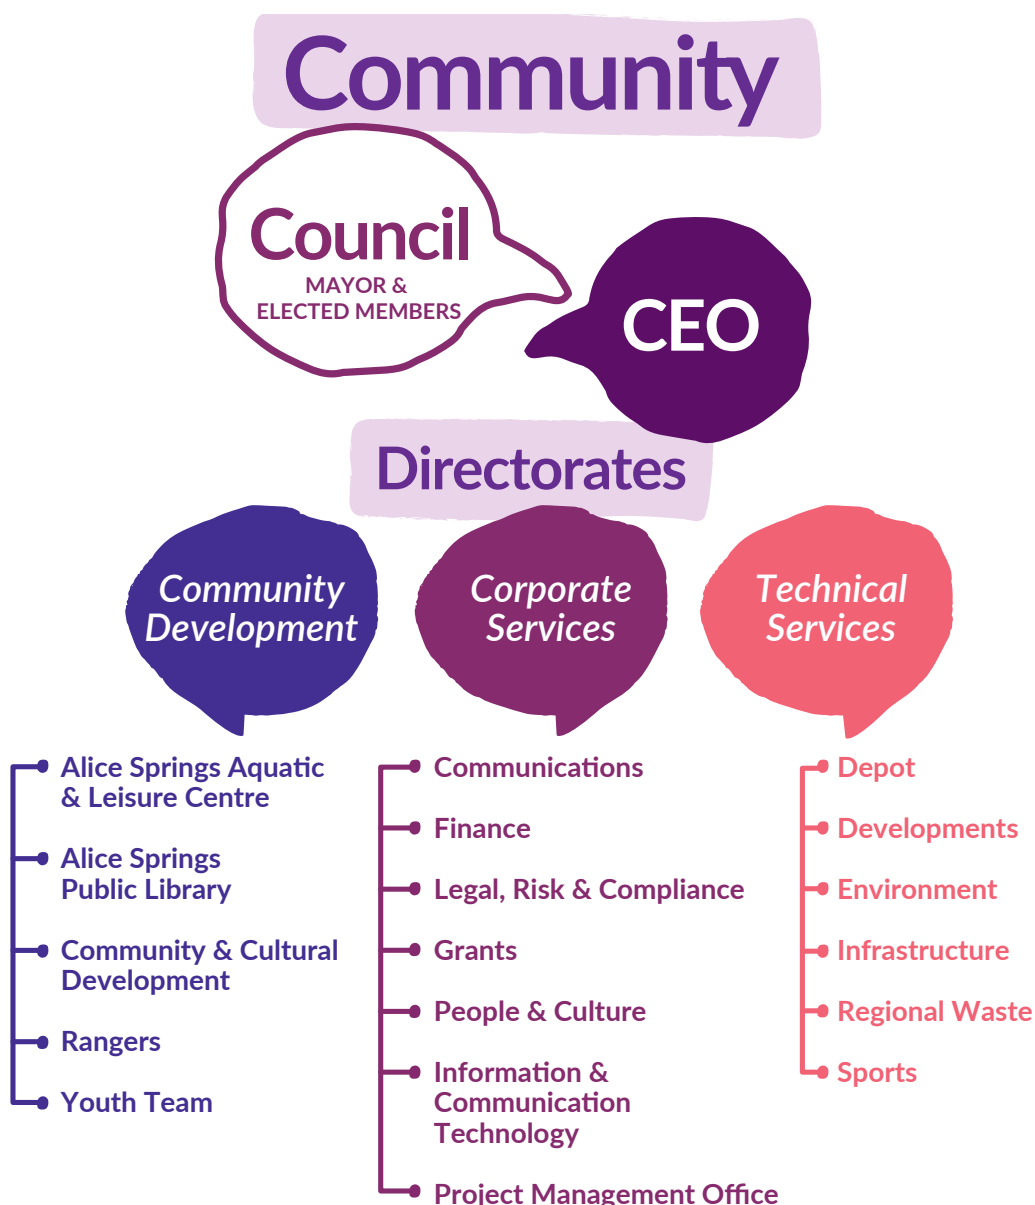 Community
Council
MAYOR &
ELECTED MEMBERS
CEO
Directorates
Community
Development
Corporate
Services
Technical
Services
Alice Springs Aquatic
& Leisure Centre
Alice Springs
Public Library
Community & Cultural
Development
Rangers
Youth Team
Communications
Finance
Legal, Risk & Compliance
Grants
People & Culture
Information &
Communication
Technology
Project Management Office
Depot
Developments
Environment
Infrastructure
Regional Waste
Sports